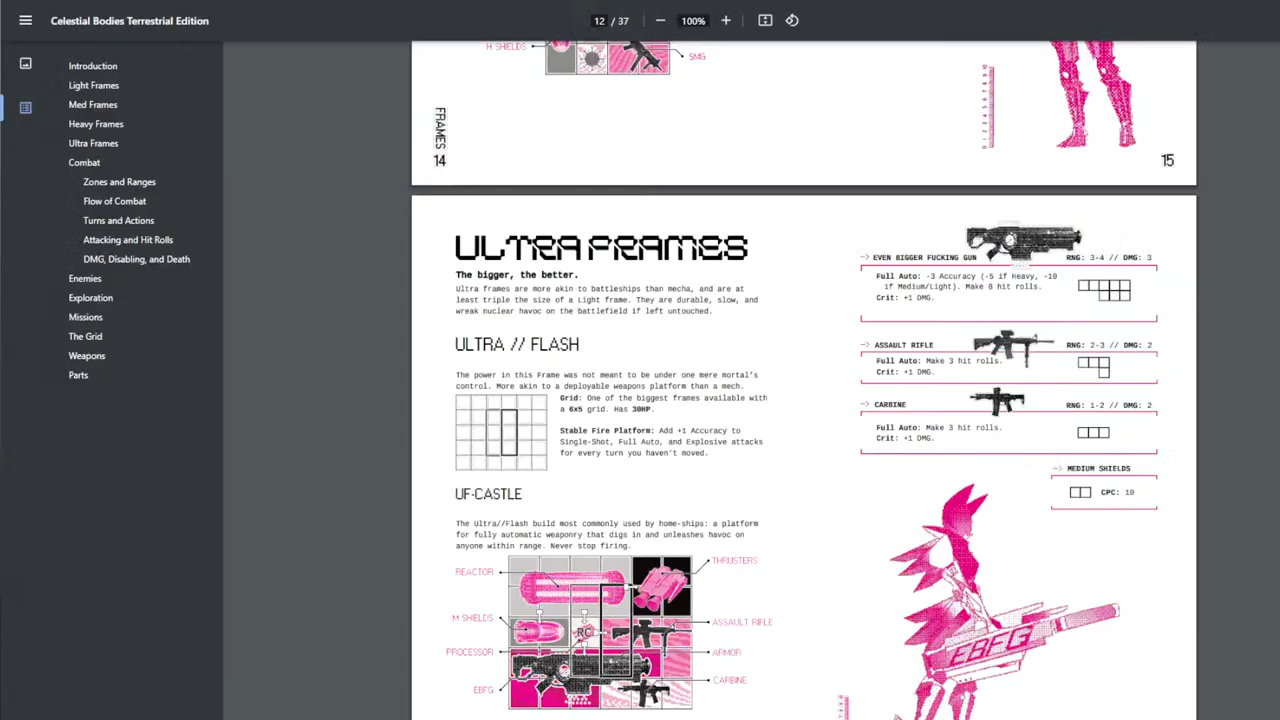 Celestial Bodies Terrestrial Edition
12 / 37
100%
Introduction
Light Frames
Med Frames
Heavy Frames
Ultra Frames
Combat
Zones and Ranges
Flow of Combat
Turns and Actions
Attacking and Hit Rolls
DMG, Disabling, and Death
Enemies
Exploration
Missions
The Grid
Weapons
Parts
H SHIELDS
SMG
FRAMES
14
15
ULTRA FRAMES
The bigger, the better.
Ultra frames are more akin to battleships than mecha, and are at
least triple the size of a Light frame. They are durable, slow, and
wreak nuclear havoc on the battlefield if left untouched.
ULTRA // FLASH
The power in this Frame was not meant to be under one mere mortal's
control. More akin to a deployable weapons platform than a mech.
Grid: One of the biggest frames available with
a 6x5 grid. Has 30HP.
Stable Fire Platform: Add +1 Accuracy to
Single-Shot, Full Auto, and Explosive attacks
for every turn you haven't moved.
UF-CASTLE
The Ultra//Flash build most commonly used by home-ships: a platform
for fully automatic weaponry that digs in and unleashes havoc on
anyone within range. Never stop firing.
REACTOR
THRUSTERS
M SHIELDS
RC
ASSAULT RIFLE
PROCESSOR
ARMOR
CARBINE
EBFG
EVEN BIGGER FUCKING GUN
RNG: 3-4 // DMG: 3
Full Auto: -3 Accuracy (-5 if Heavy, -10
if Medium/Light). Make 8 hit rolls.
Crit: +1 DMG.
ASSAULT RIFLE
RNG: 2-3 // DMG: 2
Full Auto: Make 3 hit rolls.
Crit: +1 DMG.
CARBINE
RNG: 1-2 // DMG: 2
Full Auto: Make 3 hit rolls.
Crit: +1 DMG.
MEDIUM SHIELDS
CPC: 10
EBFG